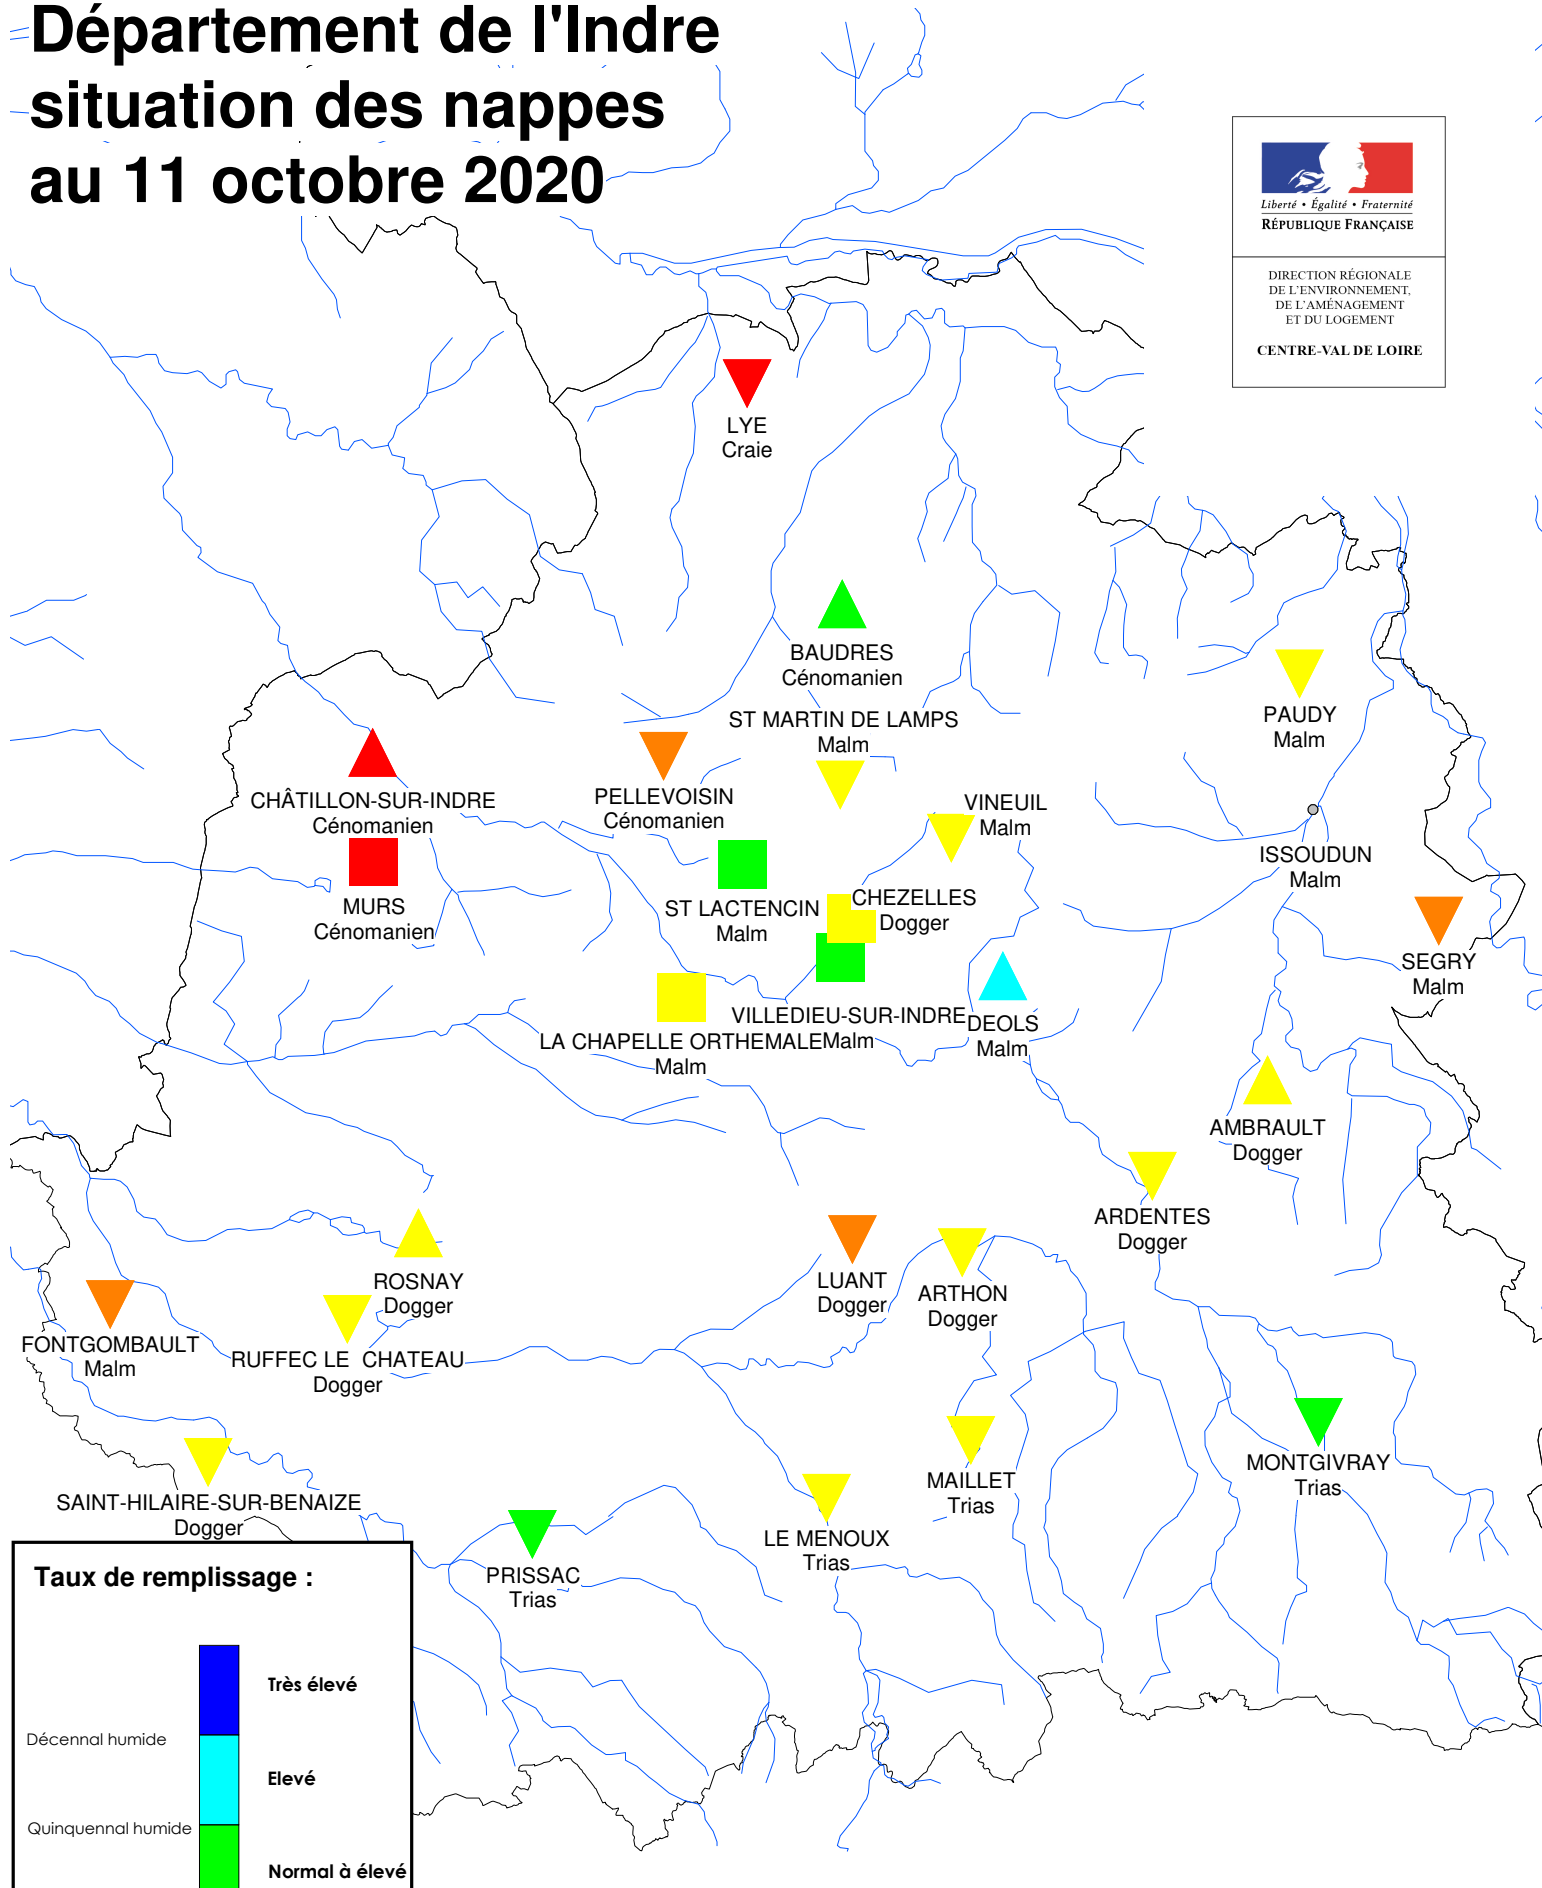 Département de l'Indre
situation des nappes
au 11 octobre 2020
Liberté • Égalité • Fraternité
RÉPUBLIQUE FRANÇAISE
DIRECTION RÉGIONALE
DE L'ENVIRONNEMENT,
DE L'AMÉNAGEMENT
ET DU LOGEMENT
CENTRE-VAL DE LOIRE
LYE
Craie
BAUDRES
Cénomanien
PAUDY
Malm
ST MARTIN DE LAMPS
Malm
CHÂTILLON-SUR-INDRE
Cénomanien
PELLEVOISIN
Cénomanien
VINEUIL
Malm
ISSOUDUN
Malm
MURS
Cénomanien
ST LACTENCIN
Malm
CHEZELLES
Dogger
SEGRY
Malm
VILLEDIEU-SUR-INDRE
Malm
DEOLS
Malm
LA CHAPELLE ORTHEMALE
Malm
AMBRAULT
Dogger
ARDENTES
Dogger
ROSNAY
Dogger
LUANT
Dogger
ARTHON
Dogger
FONTGOMBAULT
Malm
RUFFEC LE CHATEAU
Dogger
MONTGIVRAY
Trias
MAILLET
Trias
SAINT-HILAIRE-SUR-BENAIZE
Dogger
LE MENOUX
Trias
PRISSAC
Trias
Taux de remplissage :
Très élevé
Décennal humide
Elevé
Quinquennal humide
Normal à élevé